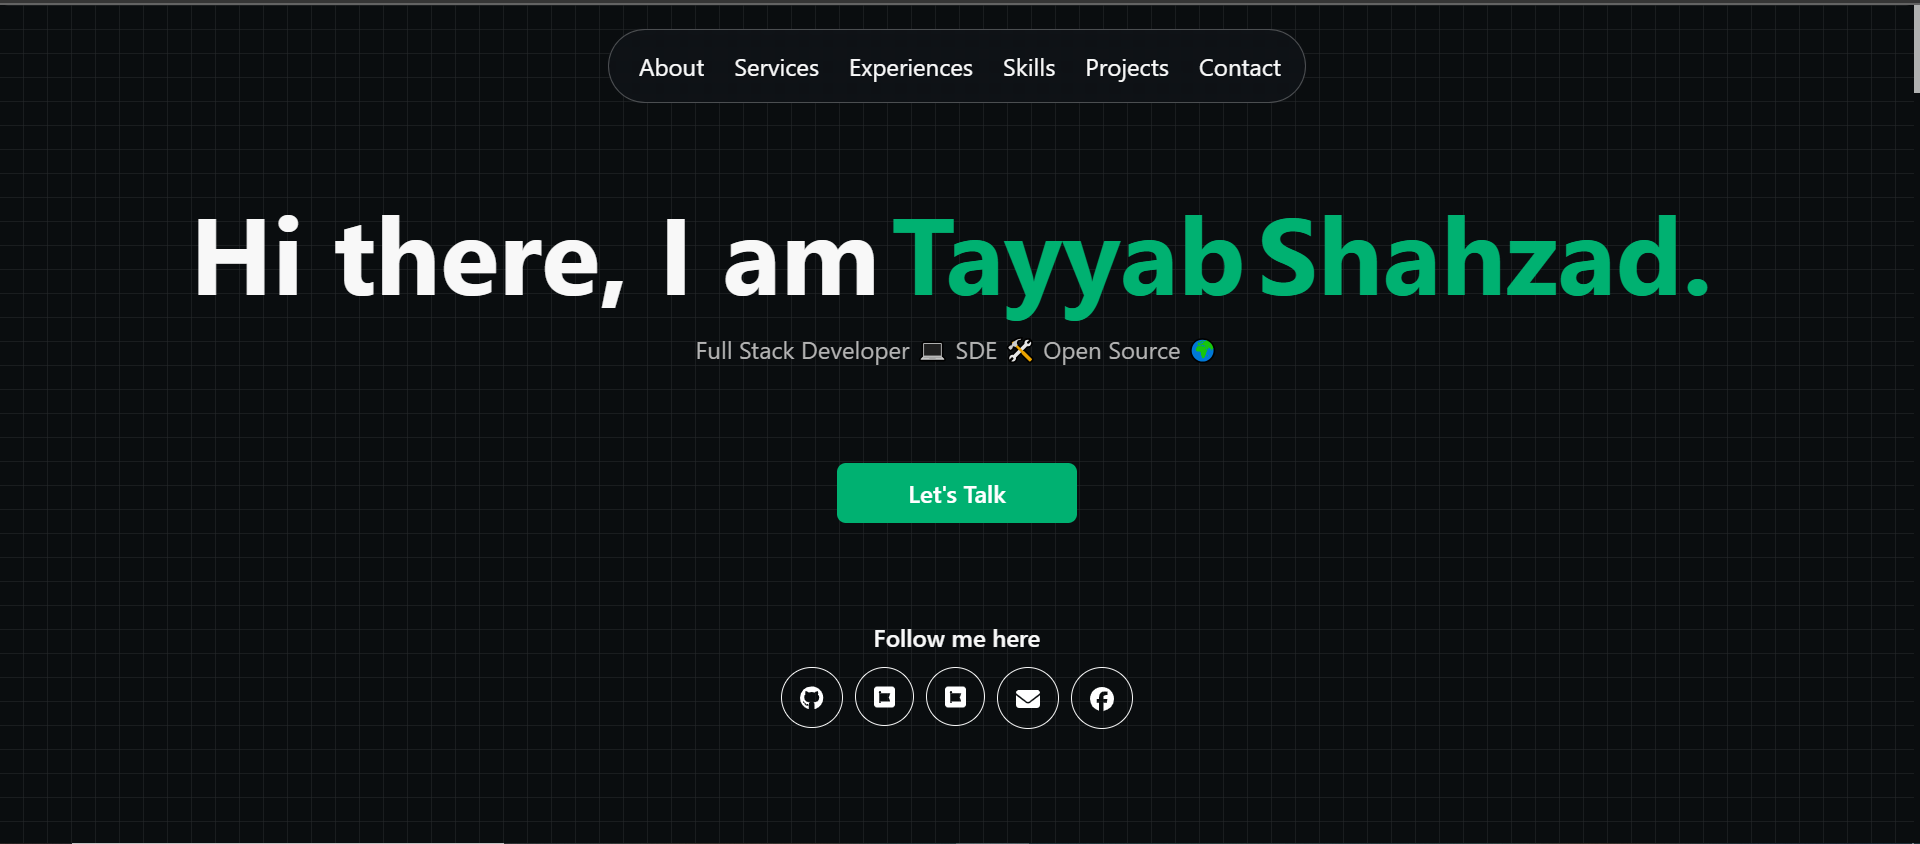 About Services Experiences Skills Projects Contact
Hi there, I am Tayyab Shahzad.
Full Stack Developer 💻 SDE 🛠️ Open Source 🌍
Let's Talk
Follow me here